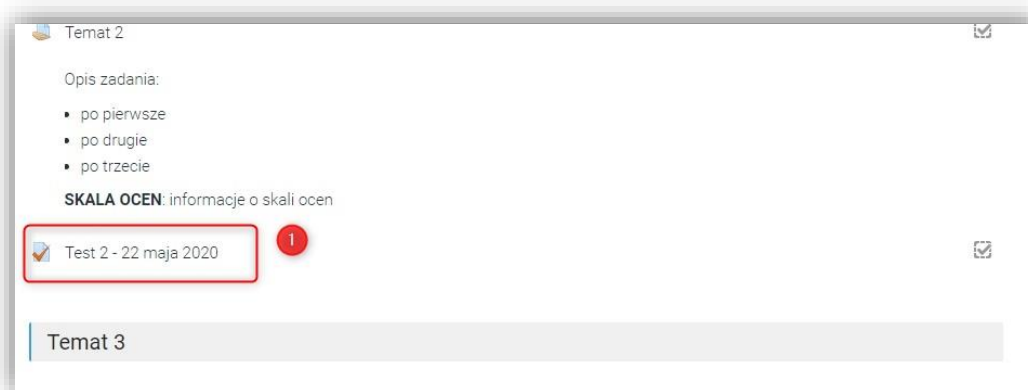 Temat 2
Opis zadania:
• po pierwsze
• po drugie
• po trzecie
SKALA OCEN: informacje o skali ocen
Test 2 - 22 maja 2020
1
Temat 3